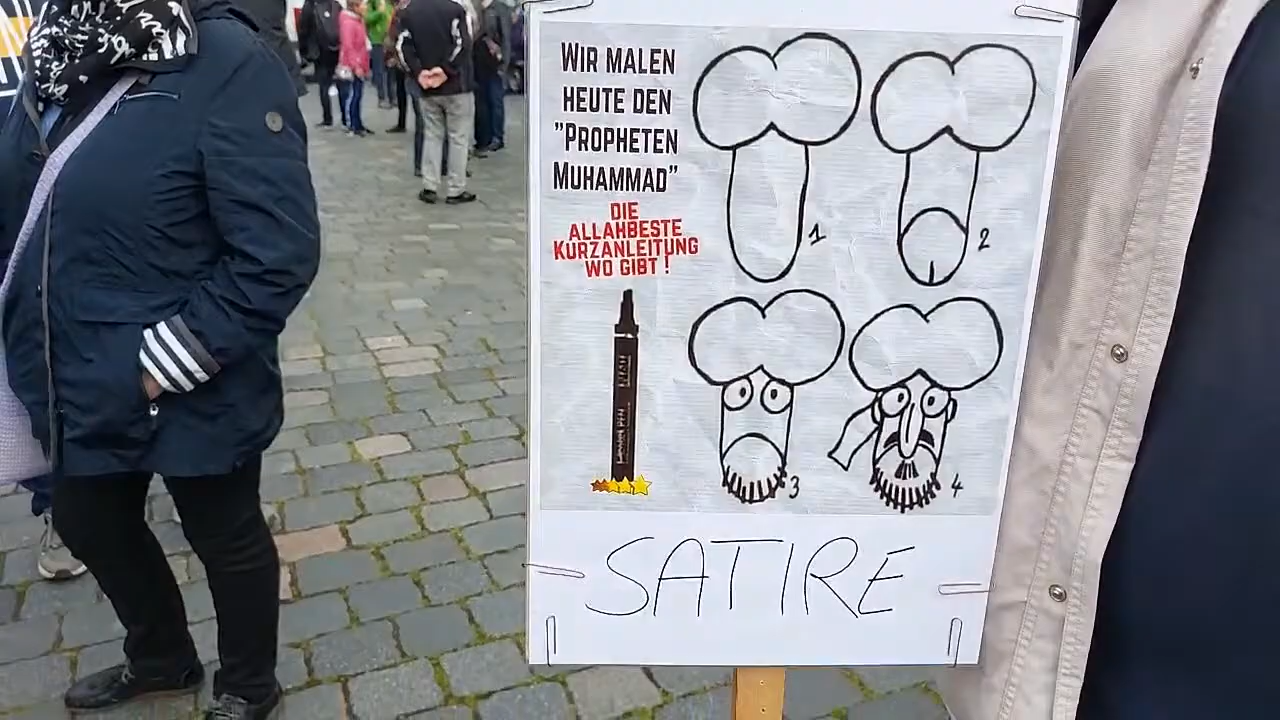 WIR MALEN
HEUTE DEN
"PROPHETEN
MUHAMMAD"
DIE
ALLAHBESTE
KURZANLEITUNG
WO GIBT !
1
2
3
4
SATIRE